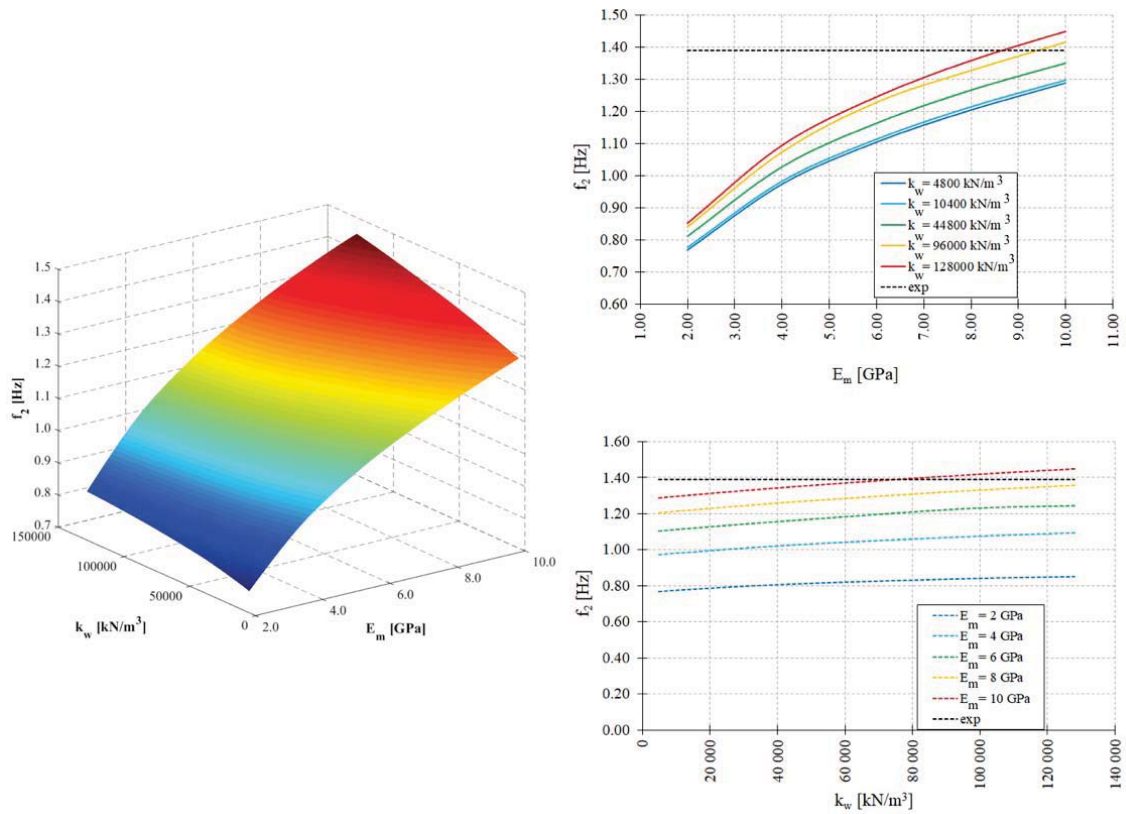 1.5
1.4
1.3
1.2
1.1
1.0
0.9
0.8
0.7
f2 [Hz]
150000
100000
50000
0
kw [kN/m³]
2.0
4.0
6.0
8.0
10.0
Em [GPa]
1.50
1.40
1.30
1.20
1.10
1.00
0.90
0.80
0.70
0.60
f2 [Hz]
kw= 4800 kN/m³
kw= 10400 kN/m³
kw= 44800 kN/m³
kw= 96000 kN/m³
kw= 128000 kN/m³
exp
1.00
2.00
3.00
4.00
5.00
6.00
7.00
8.00
9.00
10.00
11.00
Em [GPa]
1.60
1.40
1.20
1.00
0.80
0.60
0.40
0.20
0.00
f2 [Hz]
Em= 2 GPa
Em= 4 GPa
Em= 6 GPa
Em= 8 GPa
Em= 10 GPa
exp
0
20 000
40 000
60 000
80 000
100 000
120 000
140 000
kw [kN/m³]